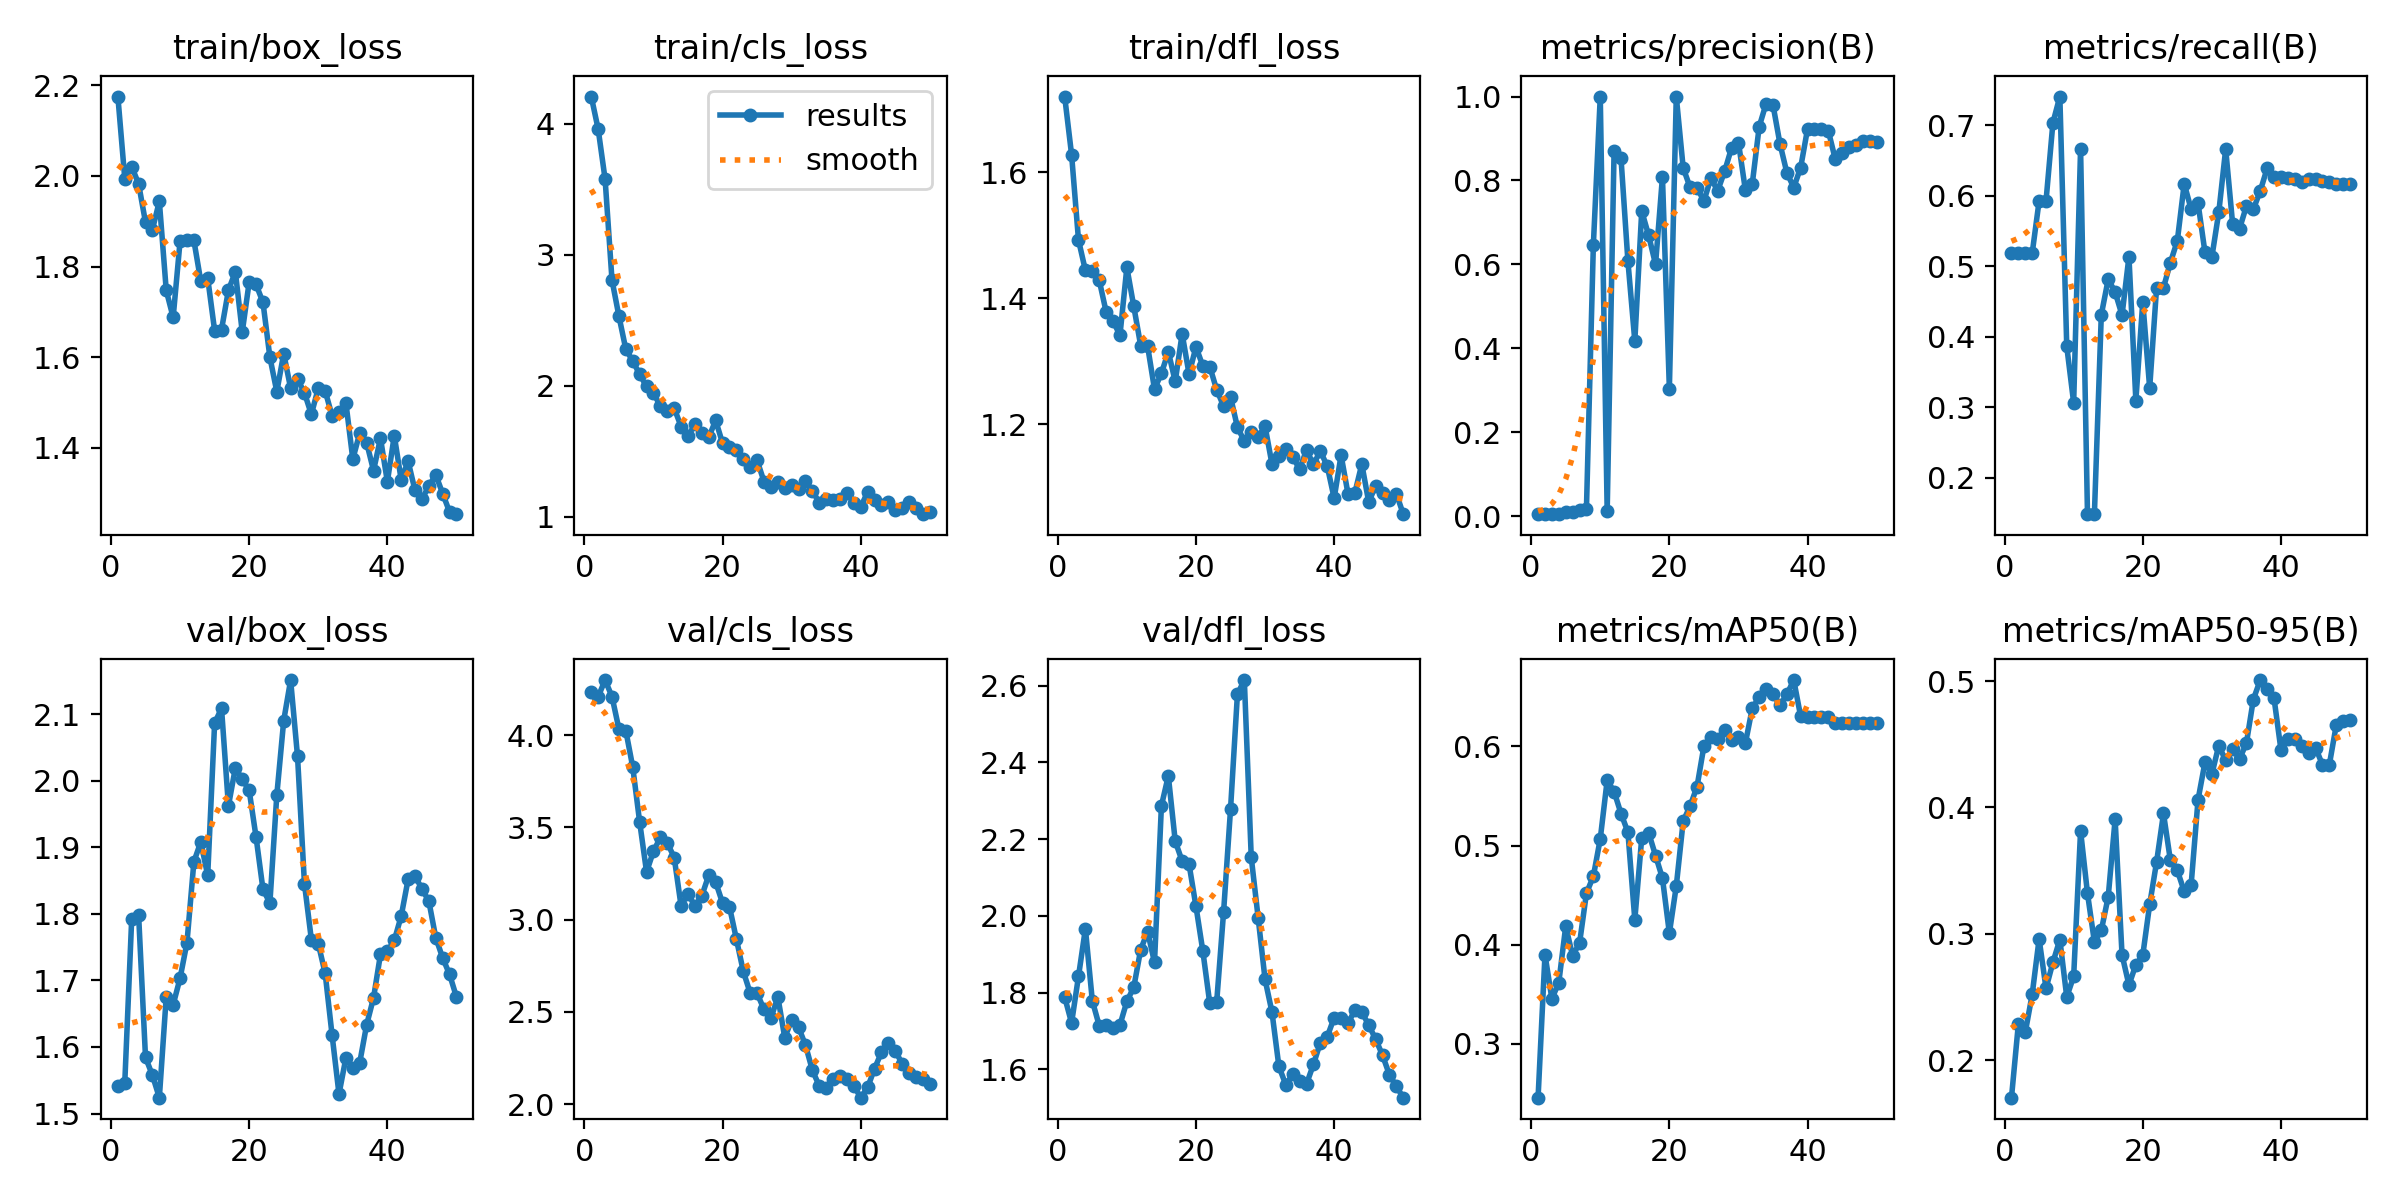 train/box_loss
train/cls_loss
train/dfl_loss
metrics/precision(B)
metrics/recall(B)
2.2
2.0
1.8
1.6
1.4
0 20 40
results
smooth
4
3
2
1
0 20 40
1.6
1.4
1.2
0 20 40
1.0
0.8
0.6
0.4
0.2
0.0
0 20 40
0.7
0.6
0.5
0.4
0.3
0.2
0 20 40
val/box_loss
val/cls_loss
val/dfl_loss
metrics/mAP50(B)
metrics/mAP50-95(B)
2.1
2.0
1.9
1.8
1.7
1.6
1.5
0 20 40
4.0
3.5
3.0
2.5
2.0
0 20 40
2.6
2.4
2.2
2.0
1.8
1.6
0 20 40
0.6
0.5
0.4
0.3
0 20 40
0.5
0.4
0.3
0.2
0 20 40